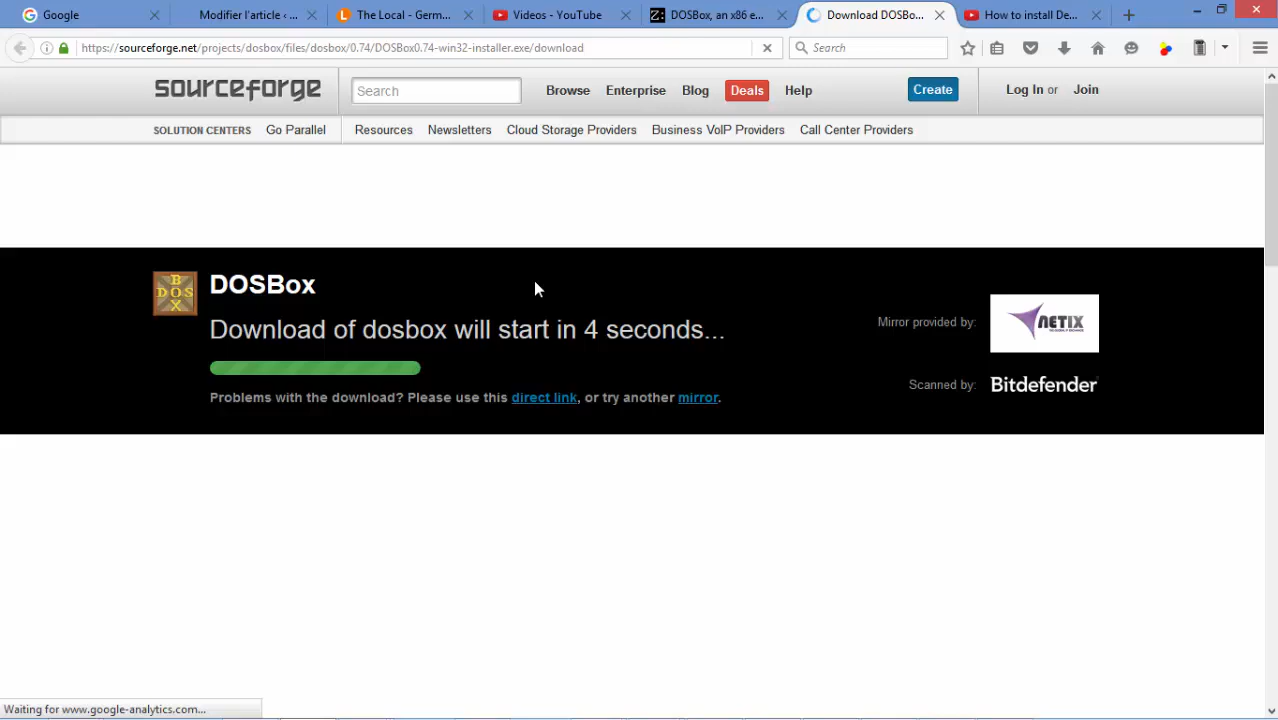 Google
Modifier l'article ‹ ...
The Local - Germ...
Videos - YouTube
DOSBox, an x86 e...
Download DOSBo...
How to install De...
https://sourceforge.net/projects/dosbox/files/dosbox/0.74/DOSBox0.74-win32-installer.exe/download
Search
sourceforge
Search
Browse
Enterprise
Blog
Deals
Help
Create
Log In or Join
SOLUTION CENTERS
Go Parallel
Resources
Newsletters
Cloud Storage Providers
Business VoIP Providers
Call Center Providers
BOX
DOS
DOSBox
Download of dosbox will start in 4 seconds...
Problems with the download? Please use this direct link, or try another mirror.
Mirror provided by:
NETIX
Scanned by:
Bitdefender
Waiting for www.google-analytics.com...